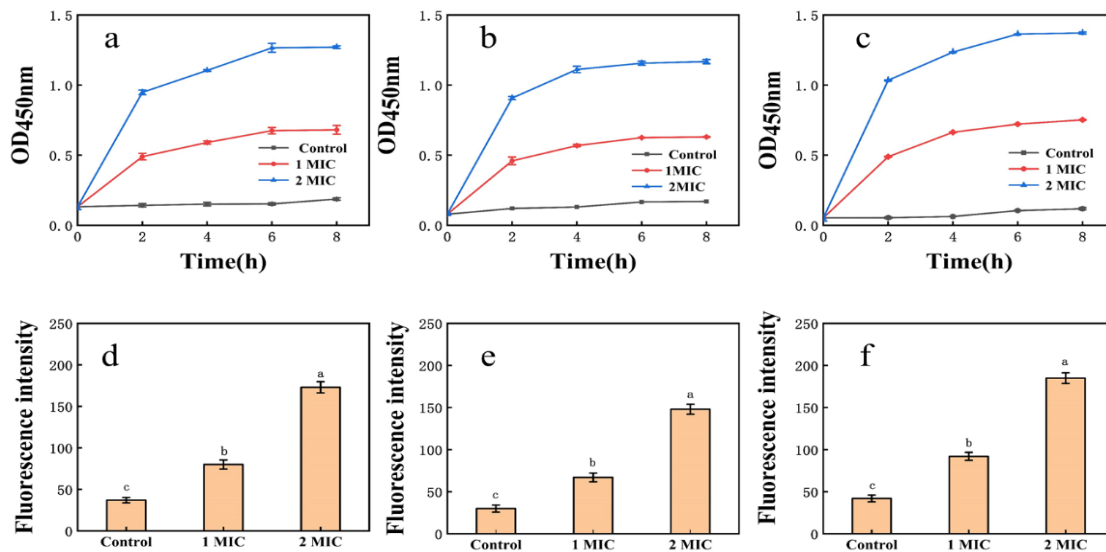 a
OD450nm
1.5
1.0
0.5
0.0
Control
1 MIC
2 MIC
0 2 4 6 8
Time(h)
b
OD450nm
1.5
1.0
0.5
0.0
Control
1MIC
2MIC
0 2 4 6 8
Time(h)
c
OD450nm
1.5
1.0
0.5
0.0
Control
1 MIC
2 MIC
0 2 4 6 8
Time(h)
d
Fluorescence intensity
250
200
150
100
50
0
c
b
a
Control 1 MIC 2 MIC
e
Fluorescence intensity
250
200
150
100
50
0
c
b
a
Control 1 MIC 2 MIC
f
Fluorescence intensity
250
200
150
100
50
0
c
b
a
Control 1 MIC 2 MIC